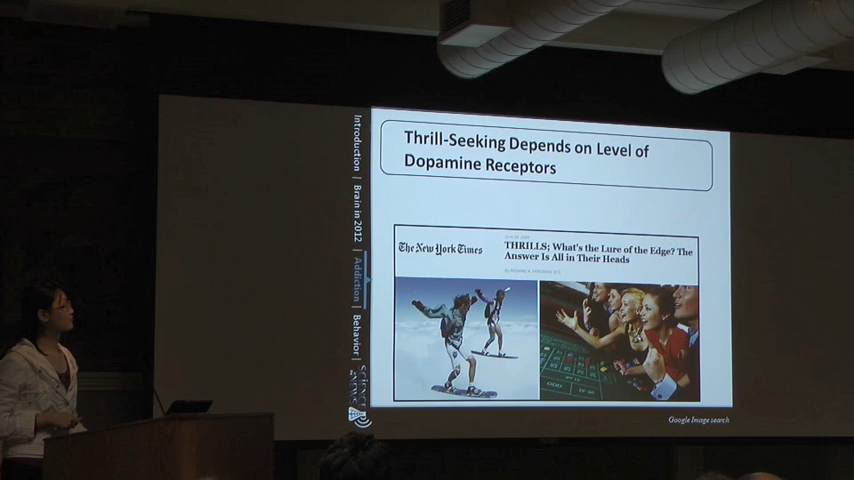 Thrill-Seeking Depends on Level of
Dopamine Receptors
Introduction | Brain in 2012 | Addiction | Behavior |
The New York Times
THRILLS; What's the Lure of the Edge? The
Answer Is All in Their Heads
ODD
Google Image search